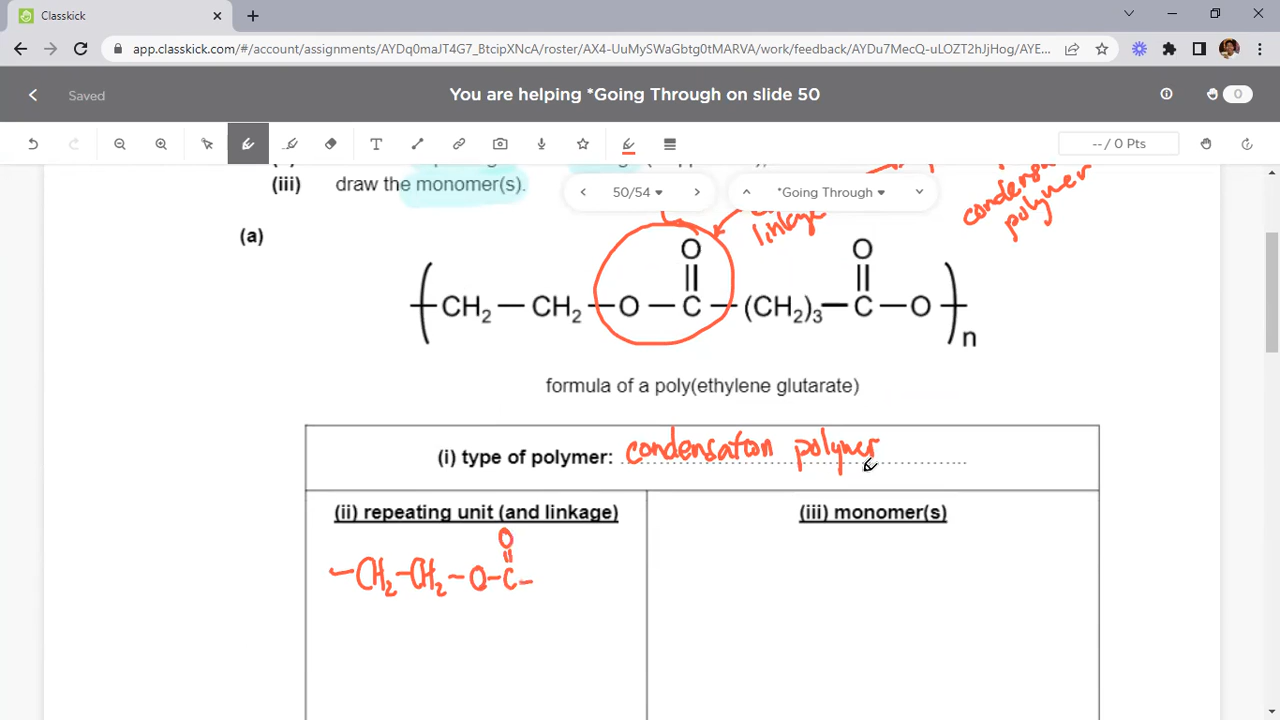 Classkick
app.classkick.com/#/account/assignments/AYDq0maJT4G7_BtcipXNcA/roster/AX4-UuMySWaGbtg0tMARVA/work/feedback/AYDu7MecQ-uLOZT2hJjHog/AYE...
Saved
You are helping *Going Through on slide 50
0
T
-- / 0 Pts
(iii) draw the monomer(s).
50/54
*Going Through
linkage
condensa
polymer
(a)
O O
CH2 — CH2 — O — C — (CH2)3 — C — O
n
formula of a poly(ethylene glutarate)
(i) type of polymer: condensation polymer
(ii) repeating unit (and linkage)
(iii) monomer(s)
O
-CH2-CH2-O-C-